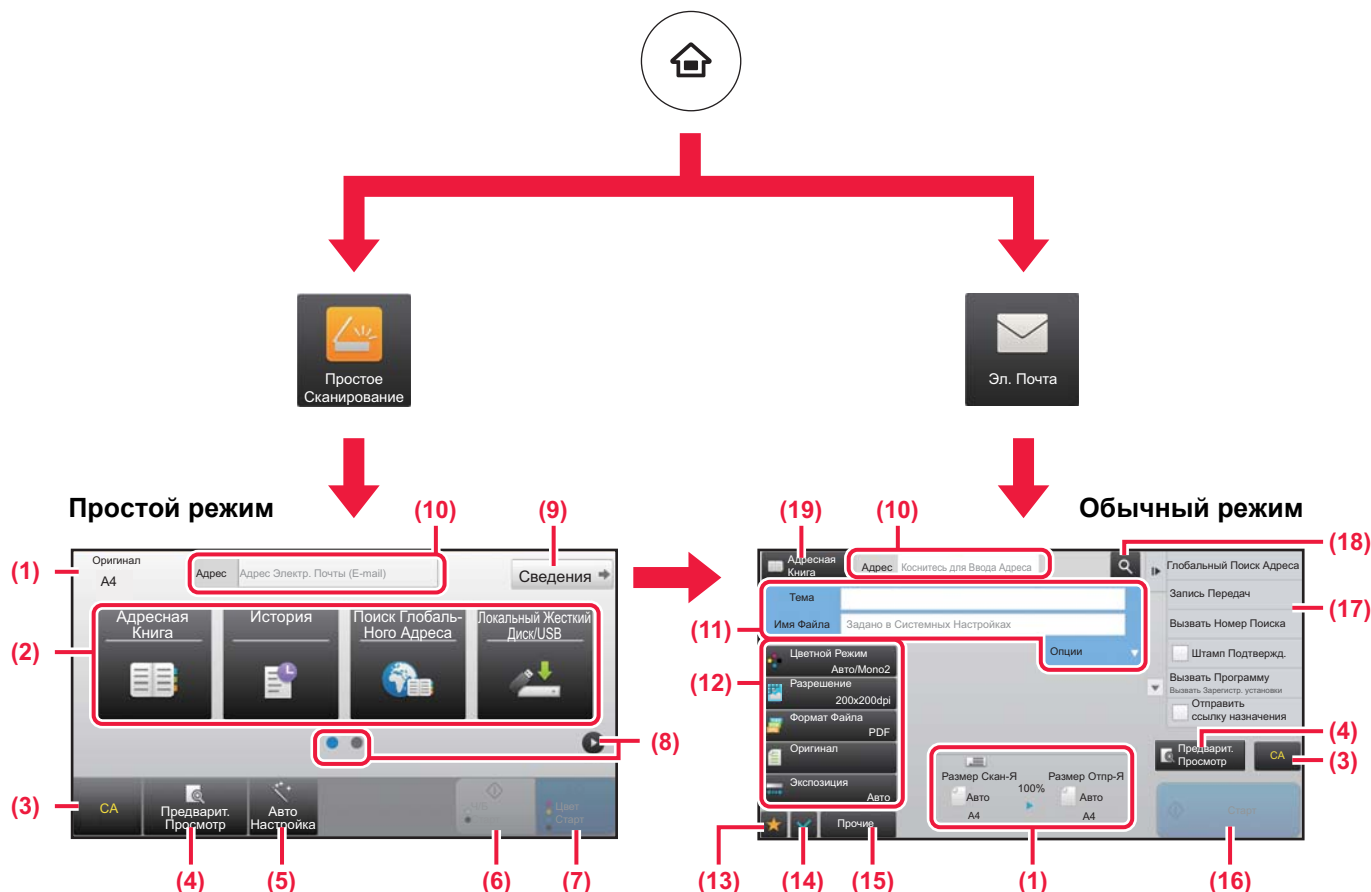 Простое
Сканирование
Эл. Почта
Простой режим
Обычный режим
(10)
(9)
(19)
(10)
(18)
(1)
Оригинал
A4
Адрес
Адрес Электр. Почты (E-mail)
Сведения
(2)
Адресная
Книга
История
Поиск Глобаль-
Ного Адреса
Локальный Жесткий
Диск/USB
(8)
(3)
CA
Предварит.
Просмотр
Авто
Настройка
Цвет
Старт
(4)
(5)
(6)
(7)
Адресная
Книга
Адрес
Коснитесь для Ввода Адреса
Тема
Имя Файла
Задано в Системных Настройках
Опции
(11)
(12)
Цветной Режим
Авто/Mono2
Разрешение
200x200dpi
Формат Файла
PDF
Оригинал
Экспозиция
Авто
Прочие
Размер Скан-Я
Авто
A4
100%
Размер Отпр-Я
Авто
A4
Глобальный Поиск Адреса
Запись Передач
Вызвать Номер Поиска
Штамп Подтвержд.
Вызвать Программу
Вызвать Зарегистр. установки
Отправить
ссылку назначения
(17)
Предварит.
Просмотр
(4)
CA
(3)
Старт
(13)
(14)
(15)
(1)
(16)